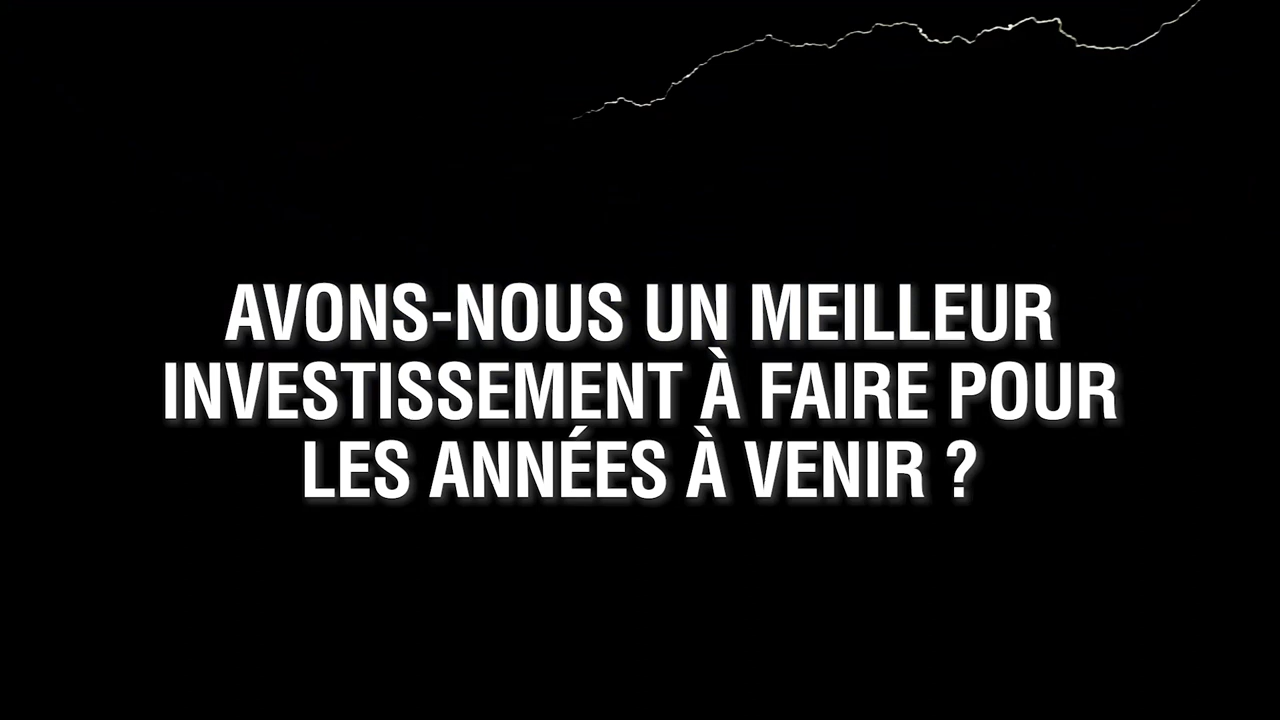 AVONS-NOUS UN MEILLEUR
INVESTISSEMENT À FAIRE POUR
LES ANNÉES À VENIR ?